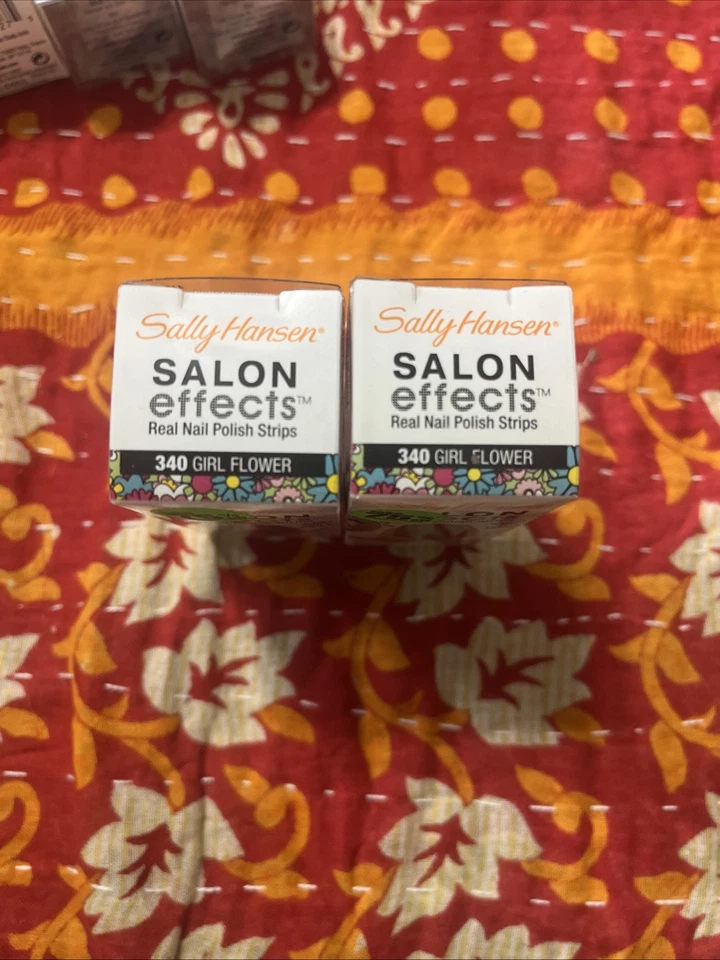 Sally Hansen®
SALON
effects™
Real Nail Polish Strips
340 GIRL FLOWER
Sally Hansen®
SALON
effects™
Real Nail Polish Strips
340 GIRL FLOWER